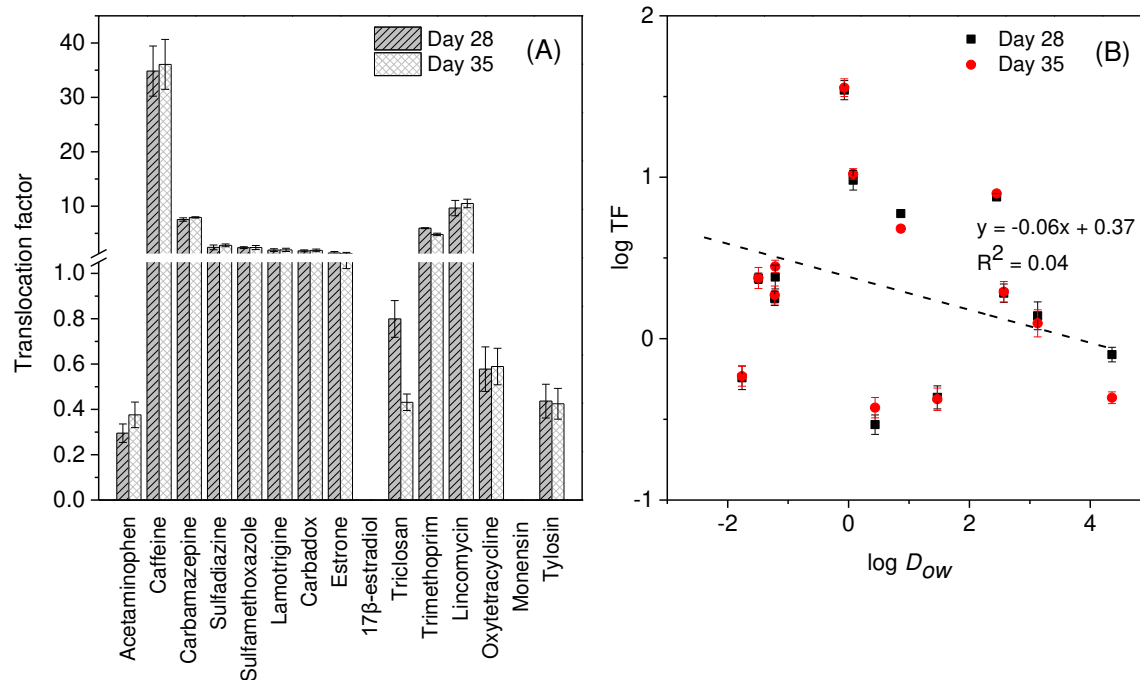 (A)
Day 28
Day 35
Translocation factor
40
30
20
10
1.0
0.8
0.6
0.4
0.2
0.0
Acetaminophen
Caffeine
Carbamazepine
Sulfadiazine
Sulfamethoxazole
Lamotrigine
Carbadox
Estrone
17β-estradiol
Triclosan
Trimethoprim
Lincomycin
Oxytetracycline
Monensin
Tylosin
(B)
Day 28
Day 35
log TF
2
1
0
-1
y = -0.06x + 0.37
R² = 0.04
-2 0 2 4
log D_OW